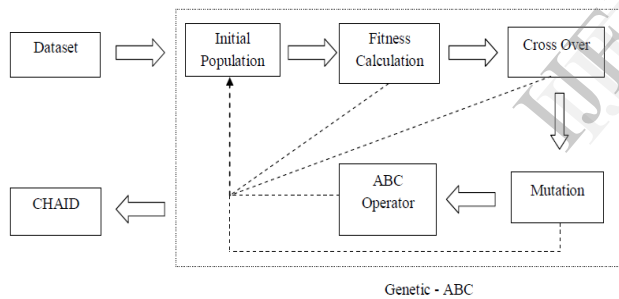 Dataset
Initial
Population
Fitness
Calculation
Cross Over
CHAID
ABC
Operator
Mutation
Genetic - ABC